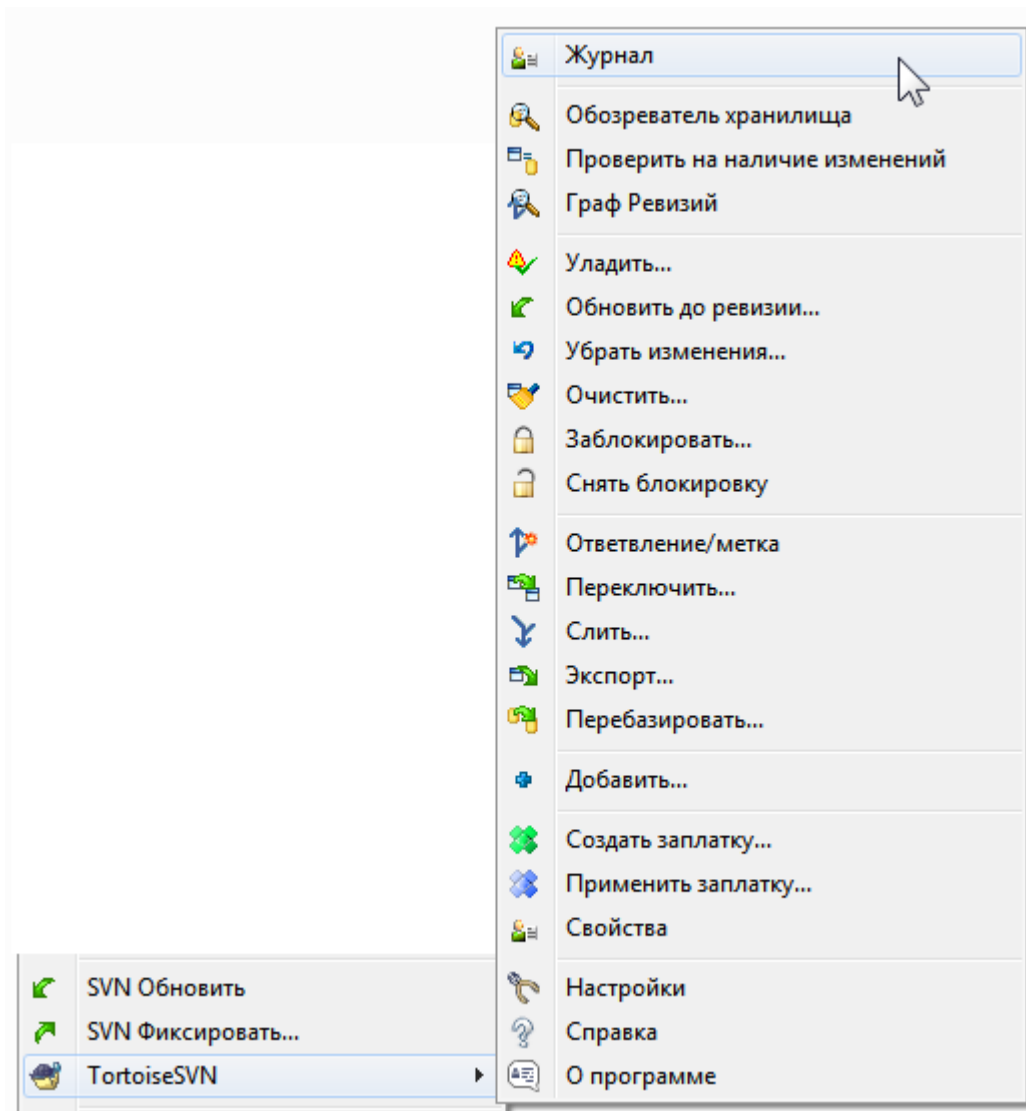 Журнал
Обозреватель хранилища
Проверить на наличие изменений
Граф Ревизий
Уладить...
Обновить до ревизии...
Убрать изменения...
Очистить...
Заблокировать...
Снять блокировку
Ответвление/метка
Переключить...
Слить...
Экспорт...
Перебазировать...
Добавить...
Создать заплатку...
Применить заплатку...
Свойства
Настройки
Справка
О программе
SVN Обновить
SVN Фиксировать...
TortoiseSVN